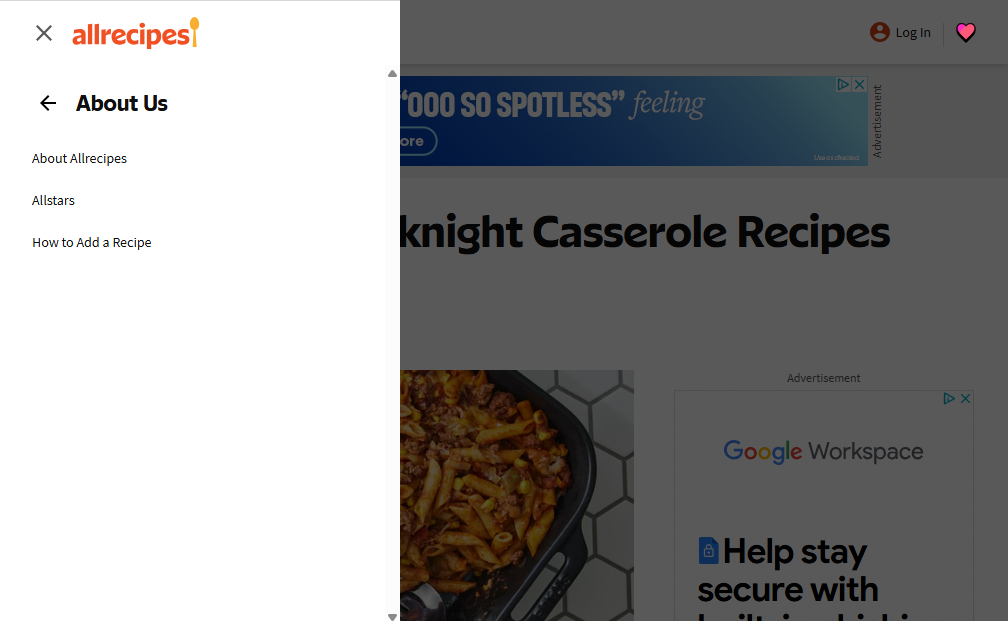 allrecipes
Log In
About Us
About Allrecipes
Allstars
How to Add a Recipe
“OOO SO SPOTLESS” feeling
ore
Advertisement
knight Casserole Recipes
Advertisement
Google Workspace
Help stay
secure with